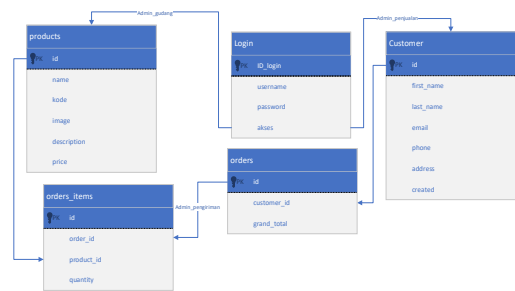 Admin_gudang
Admin_penjualan
products
PK id
name
kode
image
description
price
Login
PK ID_login
username
password
akses
Customer
PK id
first_name
last_name
email
phone
address
created
orders
PK id
customer_id
grand_total
Admin_pengiriman
orders_items
PK id
order_id
product_id
quantity